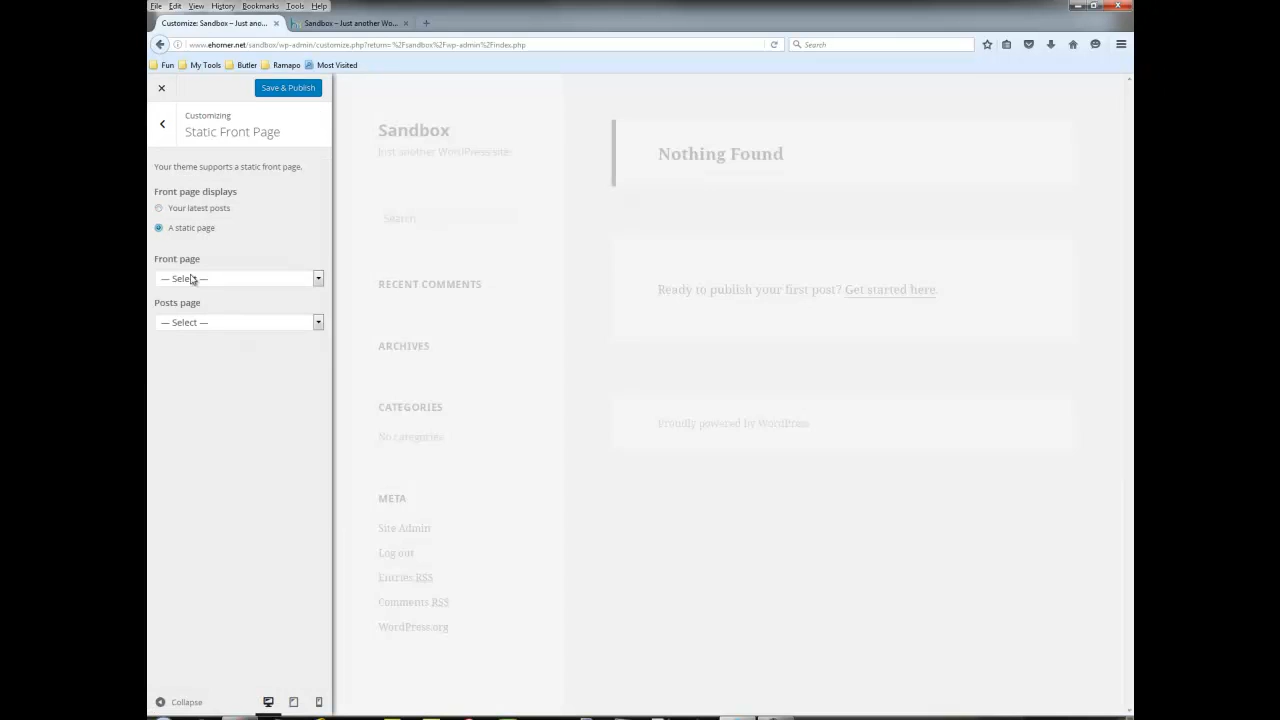 File Edit View History Bookmarks Tools Help
Customize: Sandbox – Just ano... × Sandbox – Just another Wo... × +
www.ehomer.net/sandbox/wp-admin/customize.php?return=%2Fsandbox%2Fwp-admin%2Findex.php
Search
Fun My Tools Butler Ramapo Most Visited
Save & Publish
Customizing
Static Front Page
Your theme supports a static front page.
Front page displays
Your latest posts
A static page
Front page
— Select —
Posts page
— Select —
Collapse
Sandbox
Just another WordPress site
Search
RECENT COMMENTS
ARCHIVES
CATEGORIES
No categories
META
Site Admin
Log out
Entries RSS
Comments RSS
WordPress.org
Nothing Found
Ready to publish your first post? Get started here.
Proudly powered by WordPress